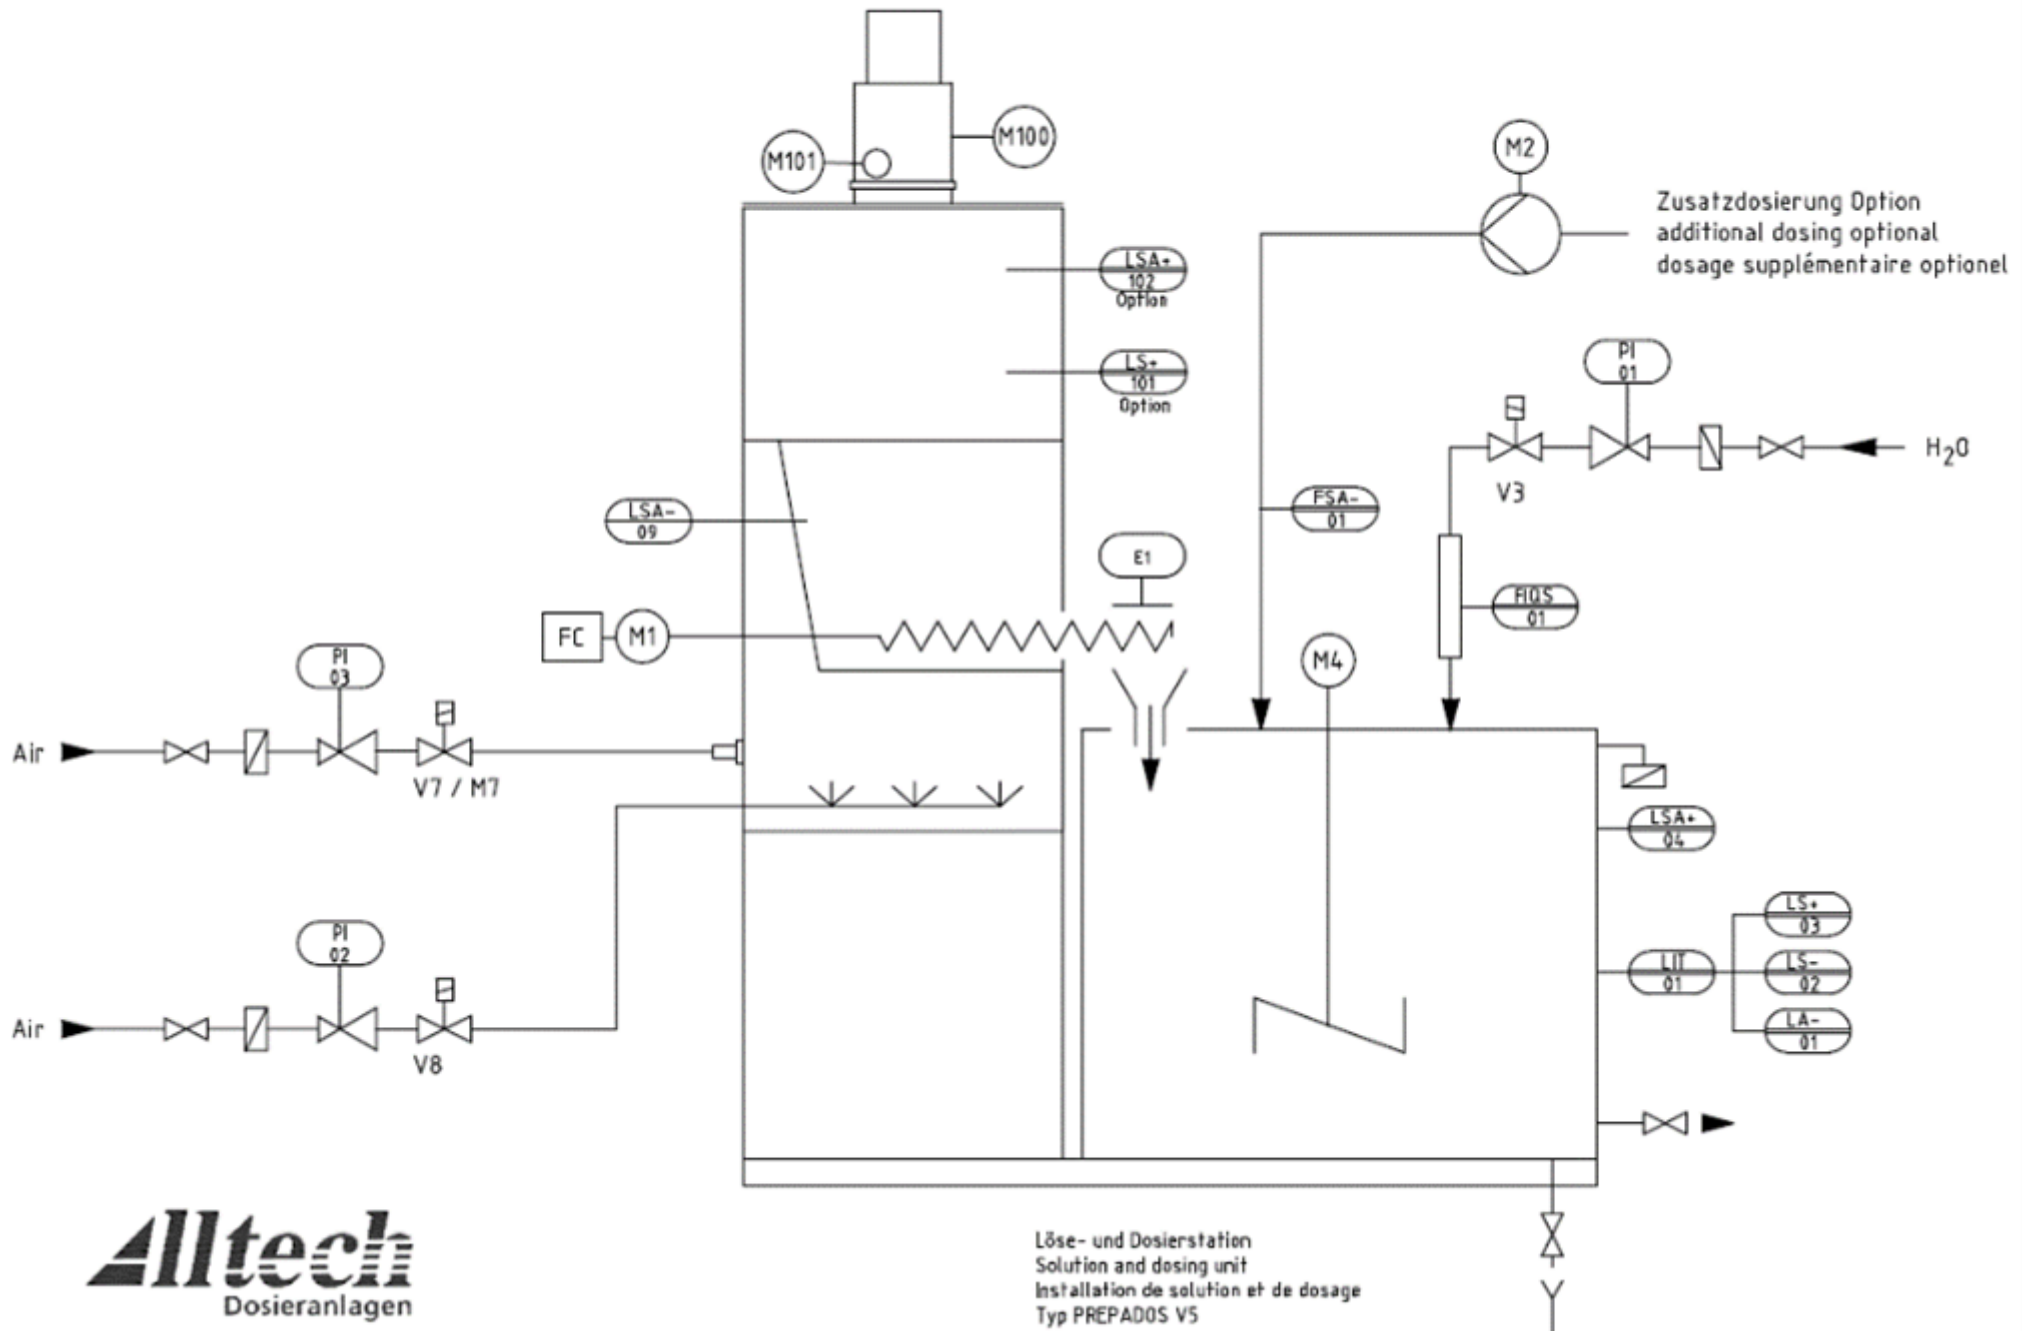 M101
M100
M2
Zusatzdosierung Option
additional dosing optional
dosage supplémentaire optionel
LSA+
102
Option
LS+
101
Option
PI
01
H2O
V3
LSA-
09
FSA-
01
E1
FIQS
01
FC
M1
M4
PI
03
Air
V7 / M7
LSA+
04
LS+
03
LIT
01
LS-
02
LA-
01
PI
02
Air
V8
Alltech
Dosieranlagen
Löse- und Dosierstation
Solution and dosing unit
Installation de solution et de dosage
Typ PREPADOS V5